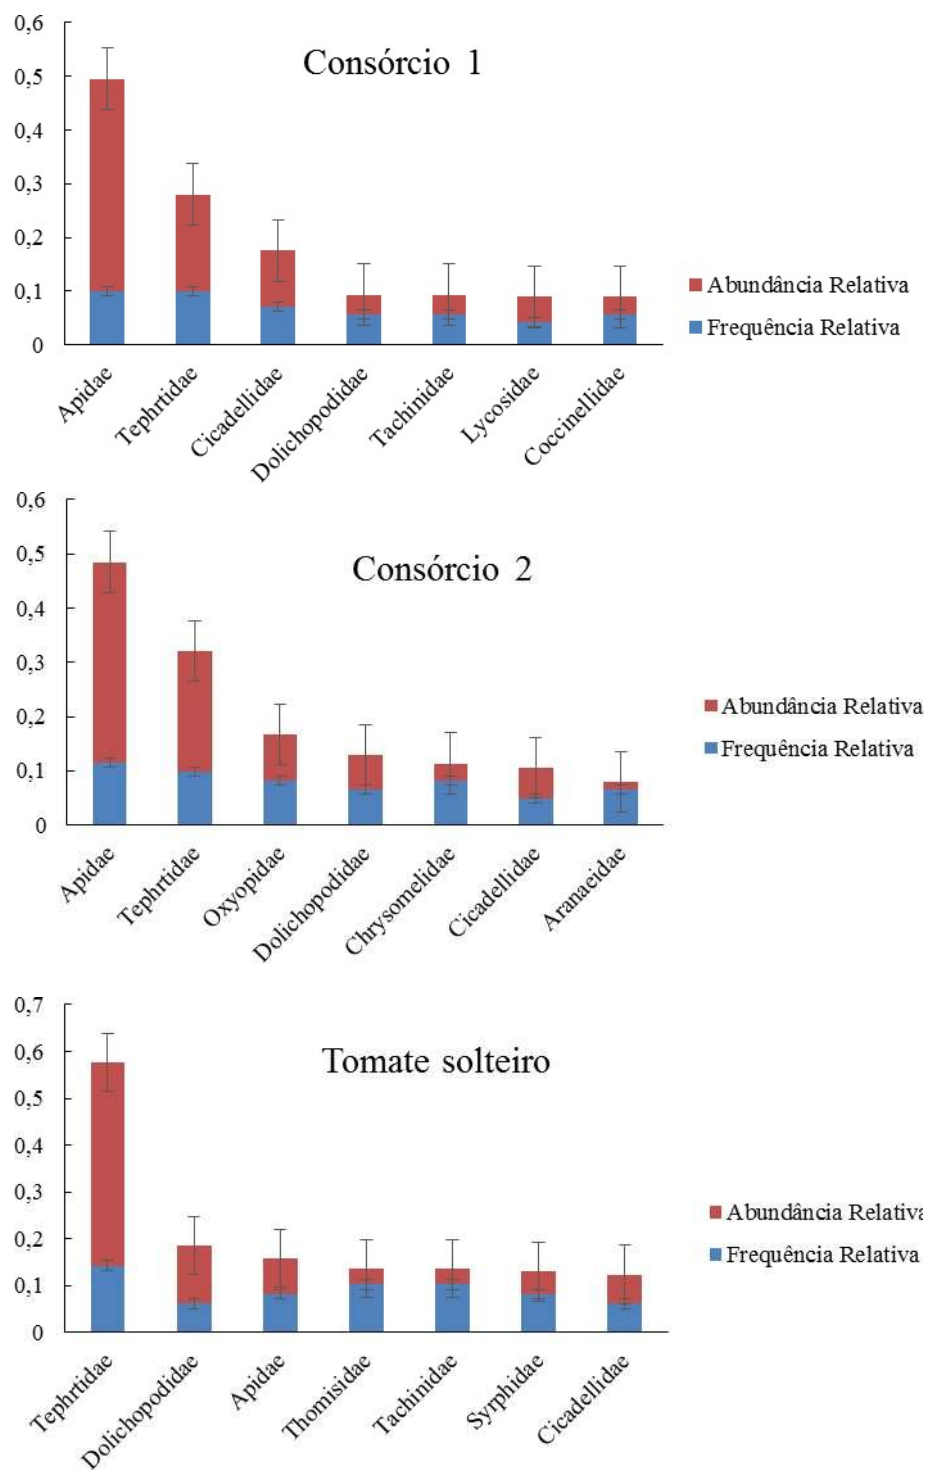 Consórcio 1
0,6
0,5
0,4
0,3
0,2
0,1
0
Apidae
Tephrtidae
Cicadellidae
Dolichopodidae
Tachinidae
Lycosidae
Coccinellidae
Abundância Relativa
Frequência Relativa
Consórcio 2
0,6
0,5
0,4
0,3
0,2
0,1
0
Apidae
Tephrtidae
Oxyopidae
Dolichopodidae
Chrysomelidae
Cicadellidae
Aranaeidae
Abundância Relativa
Frequência Relativa
Tomate solteiro
0,7
0,6
0,5
0,4
0,3
0,2
0,1
0
Tephrtidae
Dolichopodidae
Apidae
Thomisidae
Tachinidae
Syrphidae
Cicadellidae
Abundância Relativa
Frequência Relativa